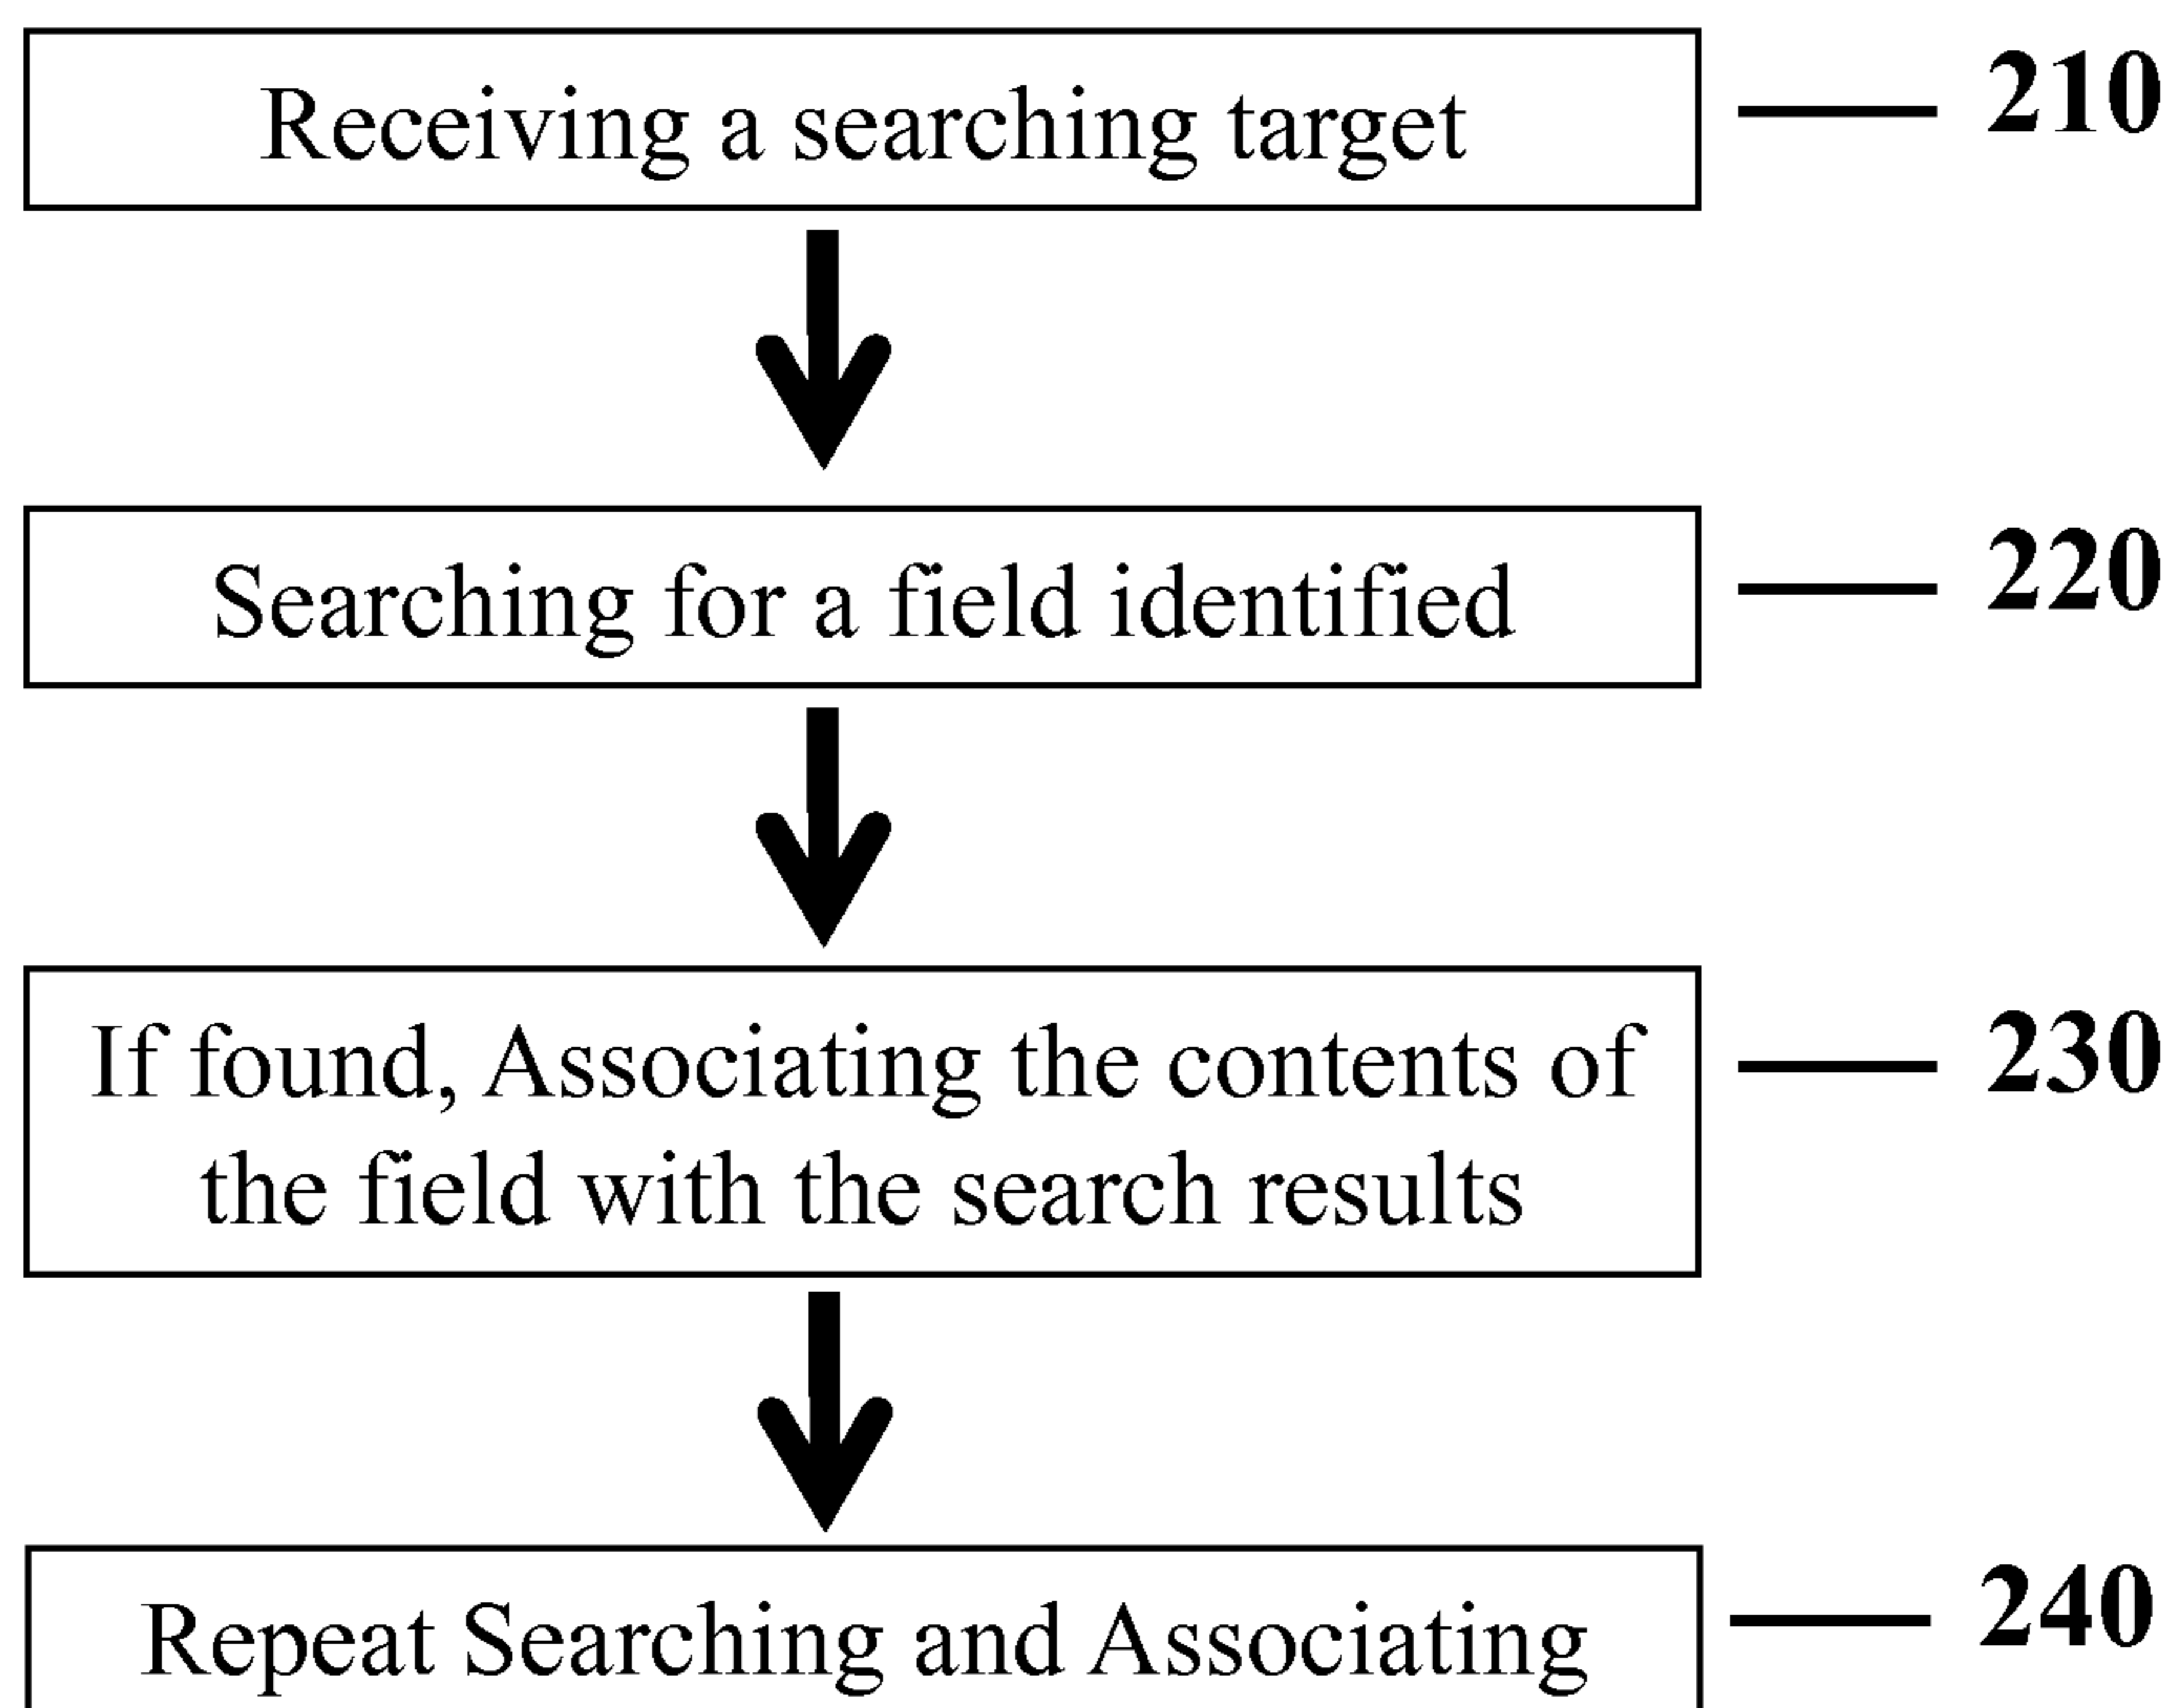 Receiving a searching target 210
Searching for a field identified 220
If found, Associating the contents of 230
the field with the search results
Repeat Searching and Associating 240